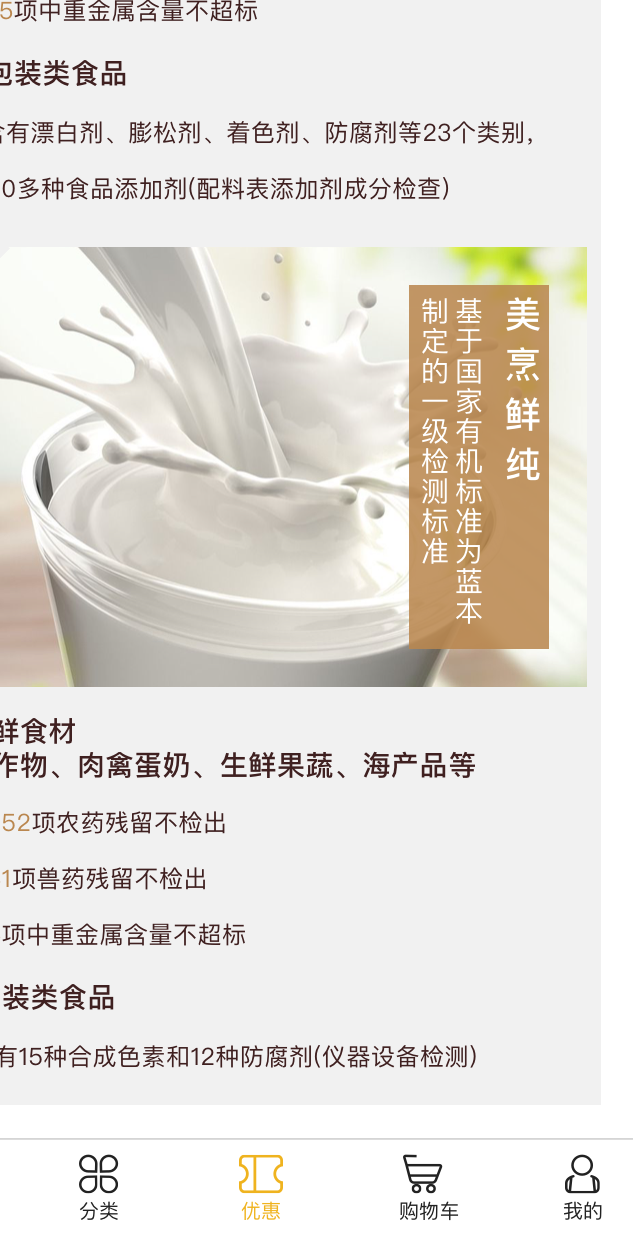 5项中重金属含量不超标
包装类食品
含有漂白剂、膨松剂、着色剂、防腐剂等23个类别,
0多种食品添加剂(配料表添加剂成分检查)
美烹鲜纯
基于国家有机标准为蓝本
制定的一级检测标准
鲜食材
作物、肉禽蛋奶、生鲜果蔬、海产品等
52项农药残留不检出
1项兽药残留不检出
项中重金属含量不超标
装类食品
有15种合成色素和12种防腐剂(仪器设备检测)
分类
优惠
购物车
我的